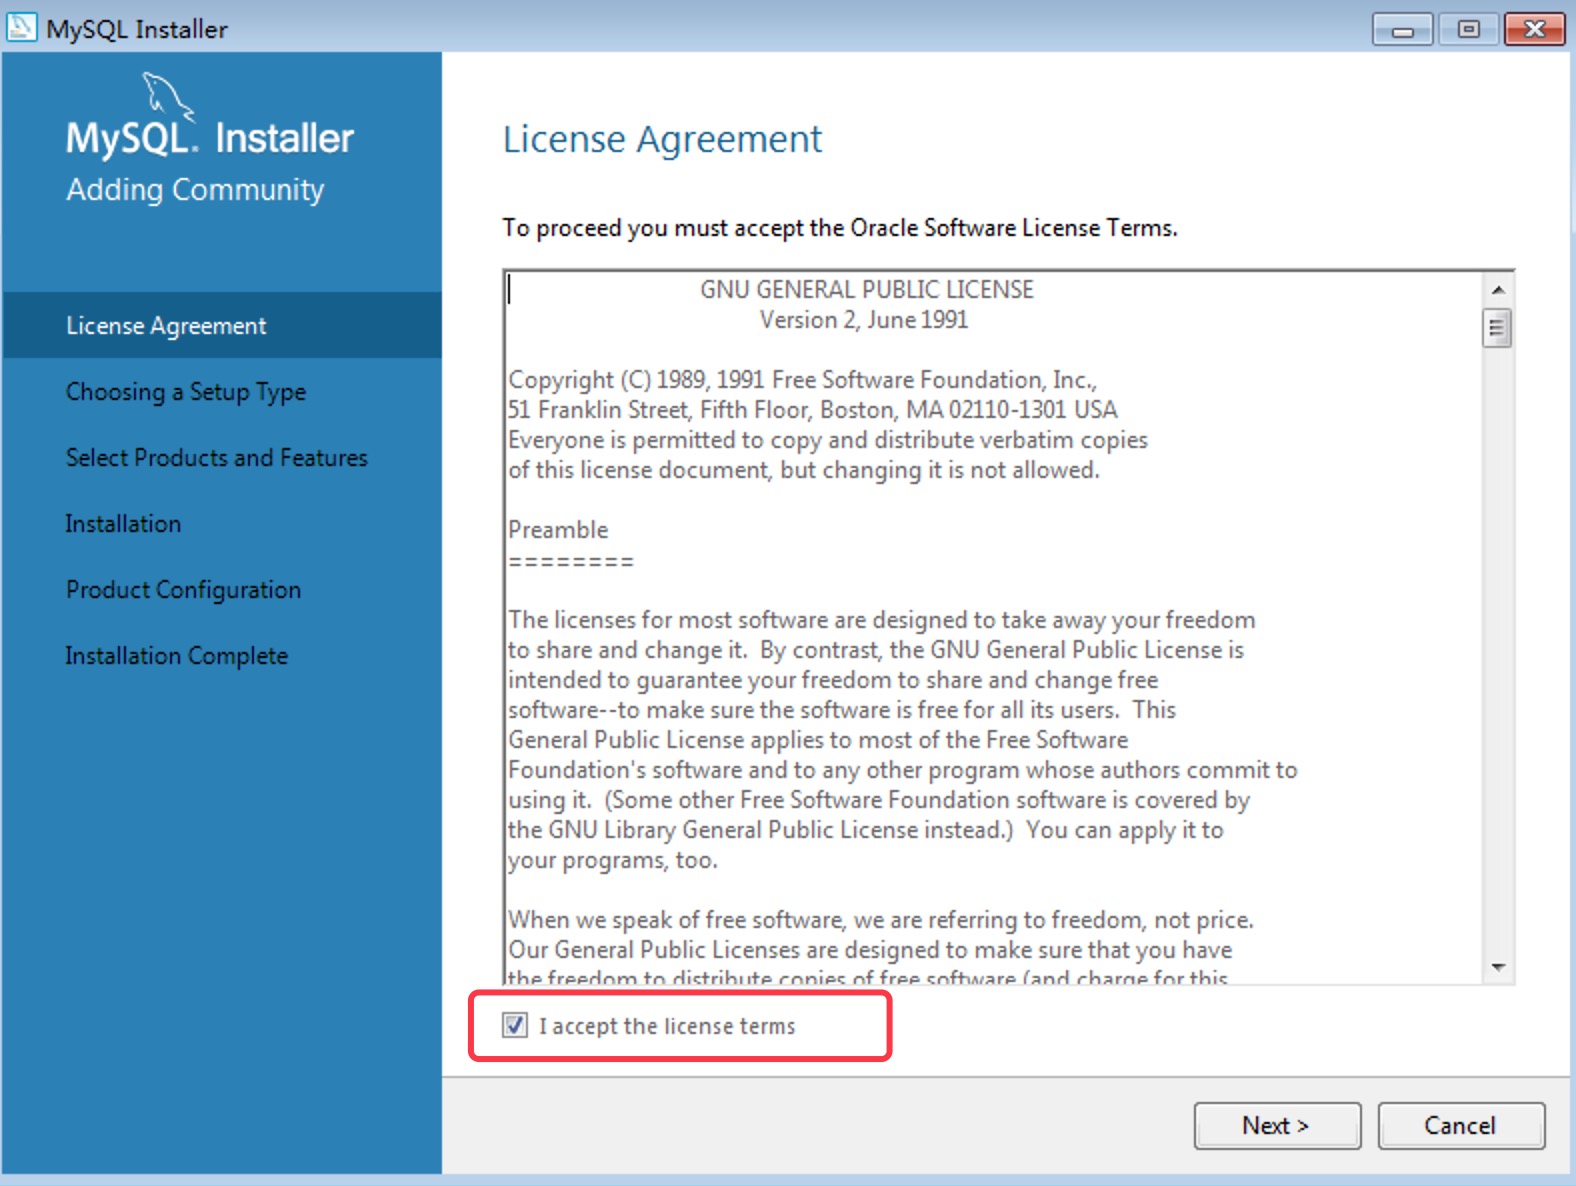 MySQL Installer
MySQL. Installer
Adding Community
License Agreement
Choosing a Setup Type
Select Products and Features
Installation
Product Configuration
Installation Complete
License Agreement
To proceed you must accept the Oracle Software License Terms.
GNU GENERAL PUBLIC LICENSE
Version 2, June 1991
Copyright (C) 1989, 1991 Free Software Foundation, Inc.,
51 Franklin Street, Fifth Floor, Boston, MA 02110-1301 USA
Everyone is permitted to copy and distribute verbatim copies
of this license document, but changing it is not allowed.
Preamble
========
The licenses for most software are designed to take away your freedom
to share and change it.  By contrast, the GNU General Public License is
intended to guarantee your freedom to share and change free
software--to make sure the software is free for all its users.  This
General Public License applies to most of the Free Software
Foundation's software and to any other program whose authors commit to
using it.  (Some other Free Software Foundation software is covered by
the GNU Library General Public License instead.)  You can apply it to
your programs, too.
When we speak of free software, we are referring to freedom, not price.
Our General Public Licenses are designed to make sure that you have
the freedom to distribute copies of free software (and charge for this
I accept the license terms
Next >
Cancel